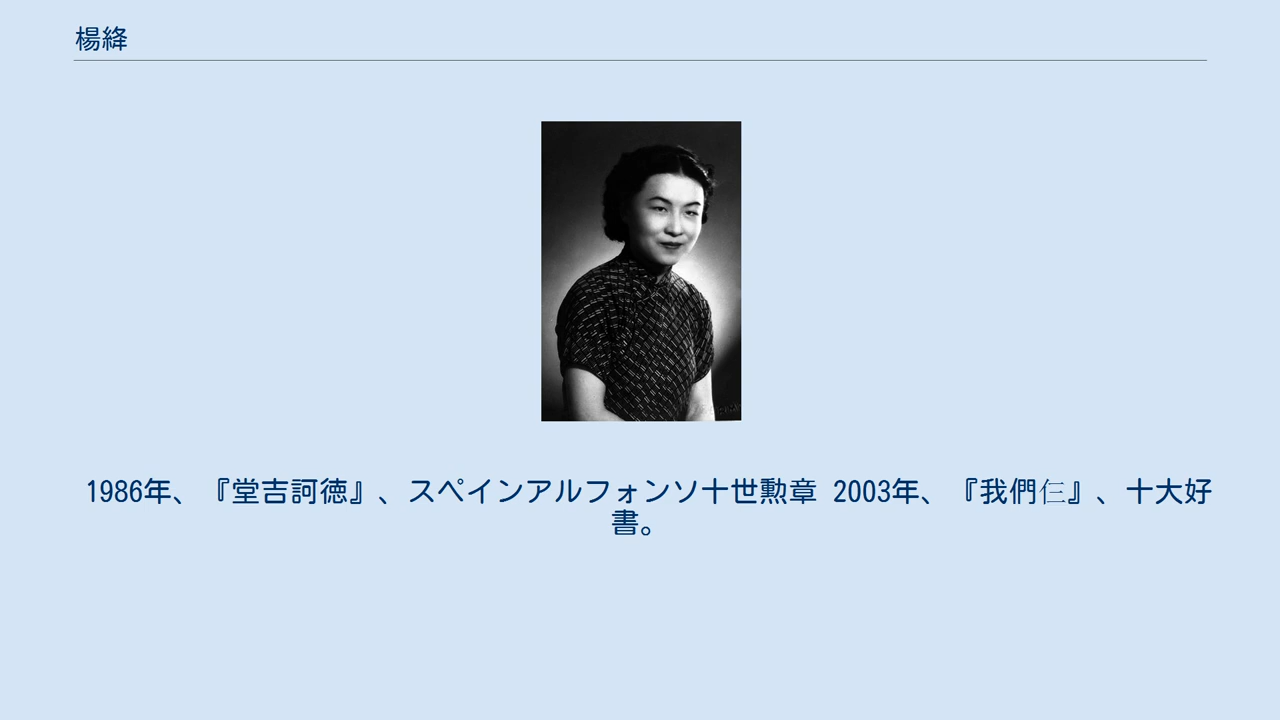 楊絳
1986年、『堂吉訶徳』、スペインアルフォンソ十世勲章 2003年、『我們仨』、十大好
書。